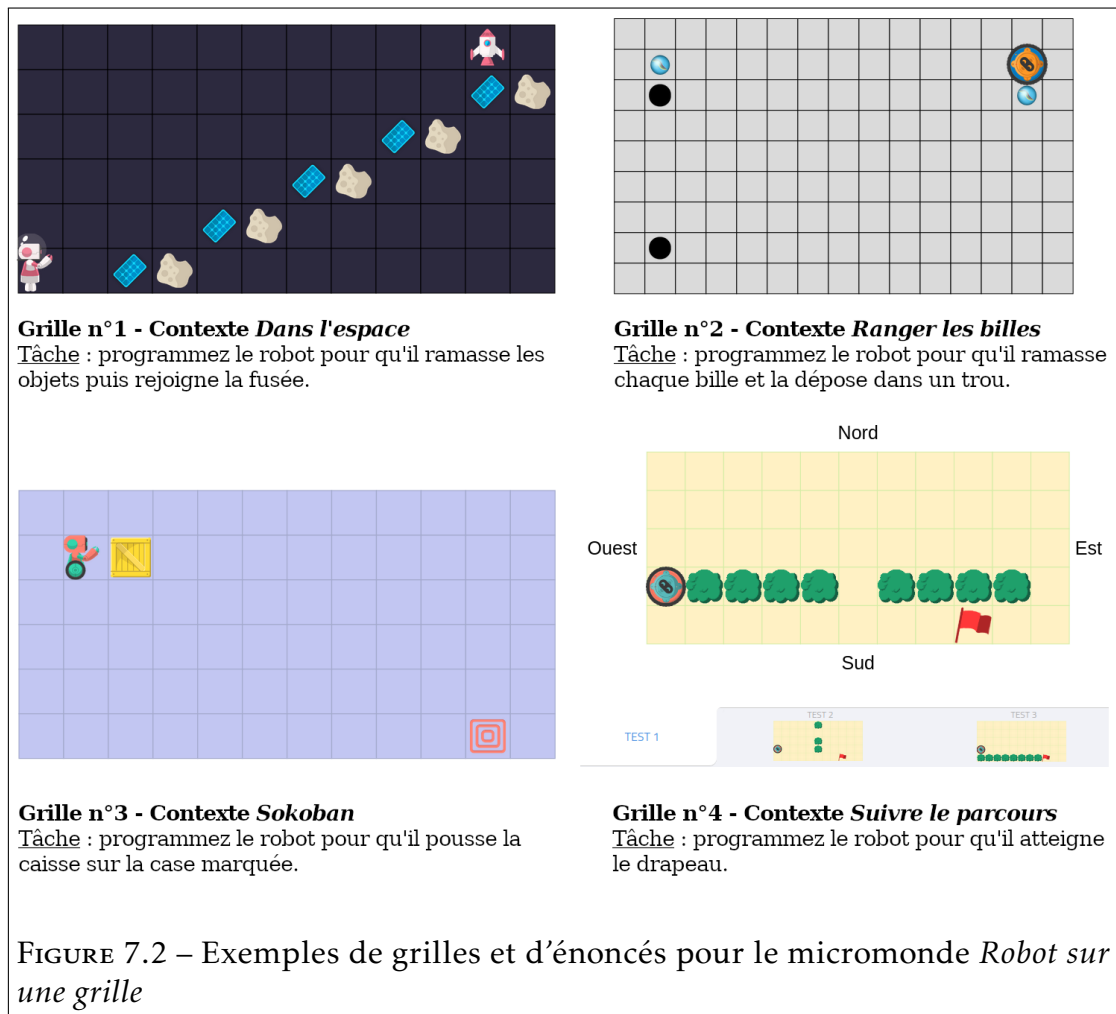 Grille n°1 - Contexte Dans l'espace
Tâche : programmez le robot pour qu'il ramasse les
objets puis rejoigne la fusée.
Grille n°2 - Contexte Ranger les billes
Tâche : programmez le robot pour qu'il ramasse
chaque bille et la dépose dans un trou.
Nord
Ouest
Est
Sud
TEST 1
TEST 2
TEST 3
Grille n°3 - Contexte Sokoban
Tâche : programmez le robot pour qu'il pousse la
caisse sur la case marquée.
Grille n°4 - Contexte Suivre le parcours
Tâche : programmez le robot pour qu'il atteigne
le drapeau.
FIGURE 7.2 – Exemples de grilles et d'énoncés pour le micromonde Robot sur
une grille